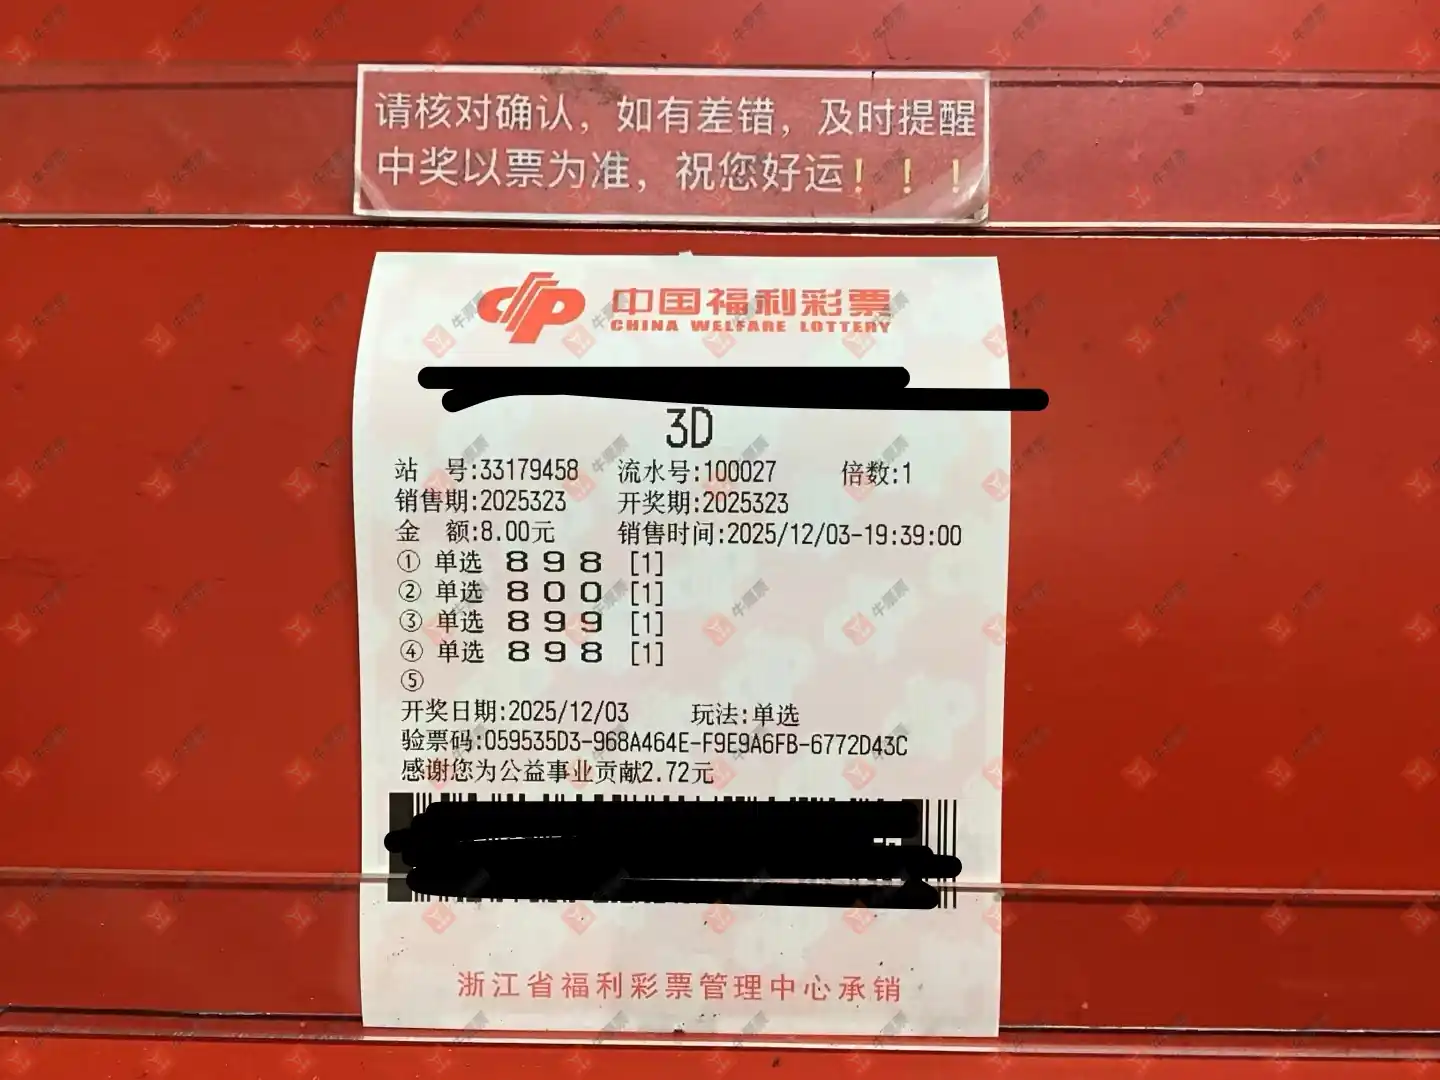 请核对确认，如有差错，及时提醒
中奖以票为准，祝您好运！！！
中国福利彩票
CHINA WELFARE LOTTERY
3D
站 号:33179458 流水号:100027 倍数:1
销售期:2025323 开奖期:2025323
金 额:8.00元 销售时间:2025/12/03-19:39:00
① 单选 8 9 8 [1]
② 单选 8 0 0 [1]
③ 单选 8 9 9 [1]
④ 单选 8 9 8 [1]
⑤
开奖日期:2025/12/03 玩法:单选
验票码:059535D3-968A464E-F9E9A6FB-6772D43C
感谢您为公益事业贡献2.72元
浙江省福利彩票管理中心承销